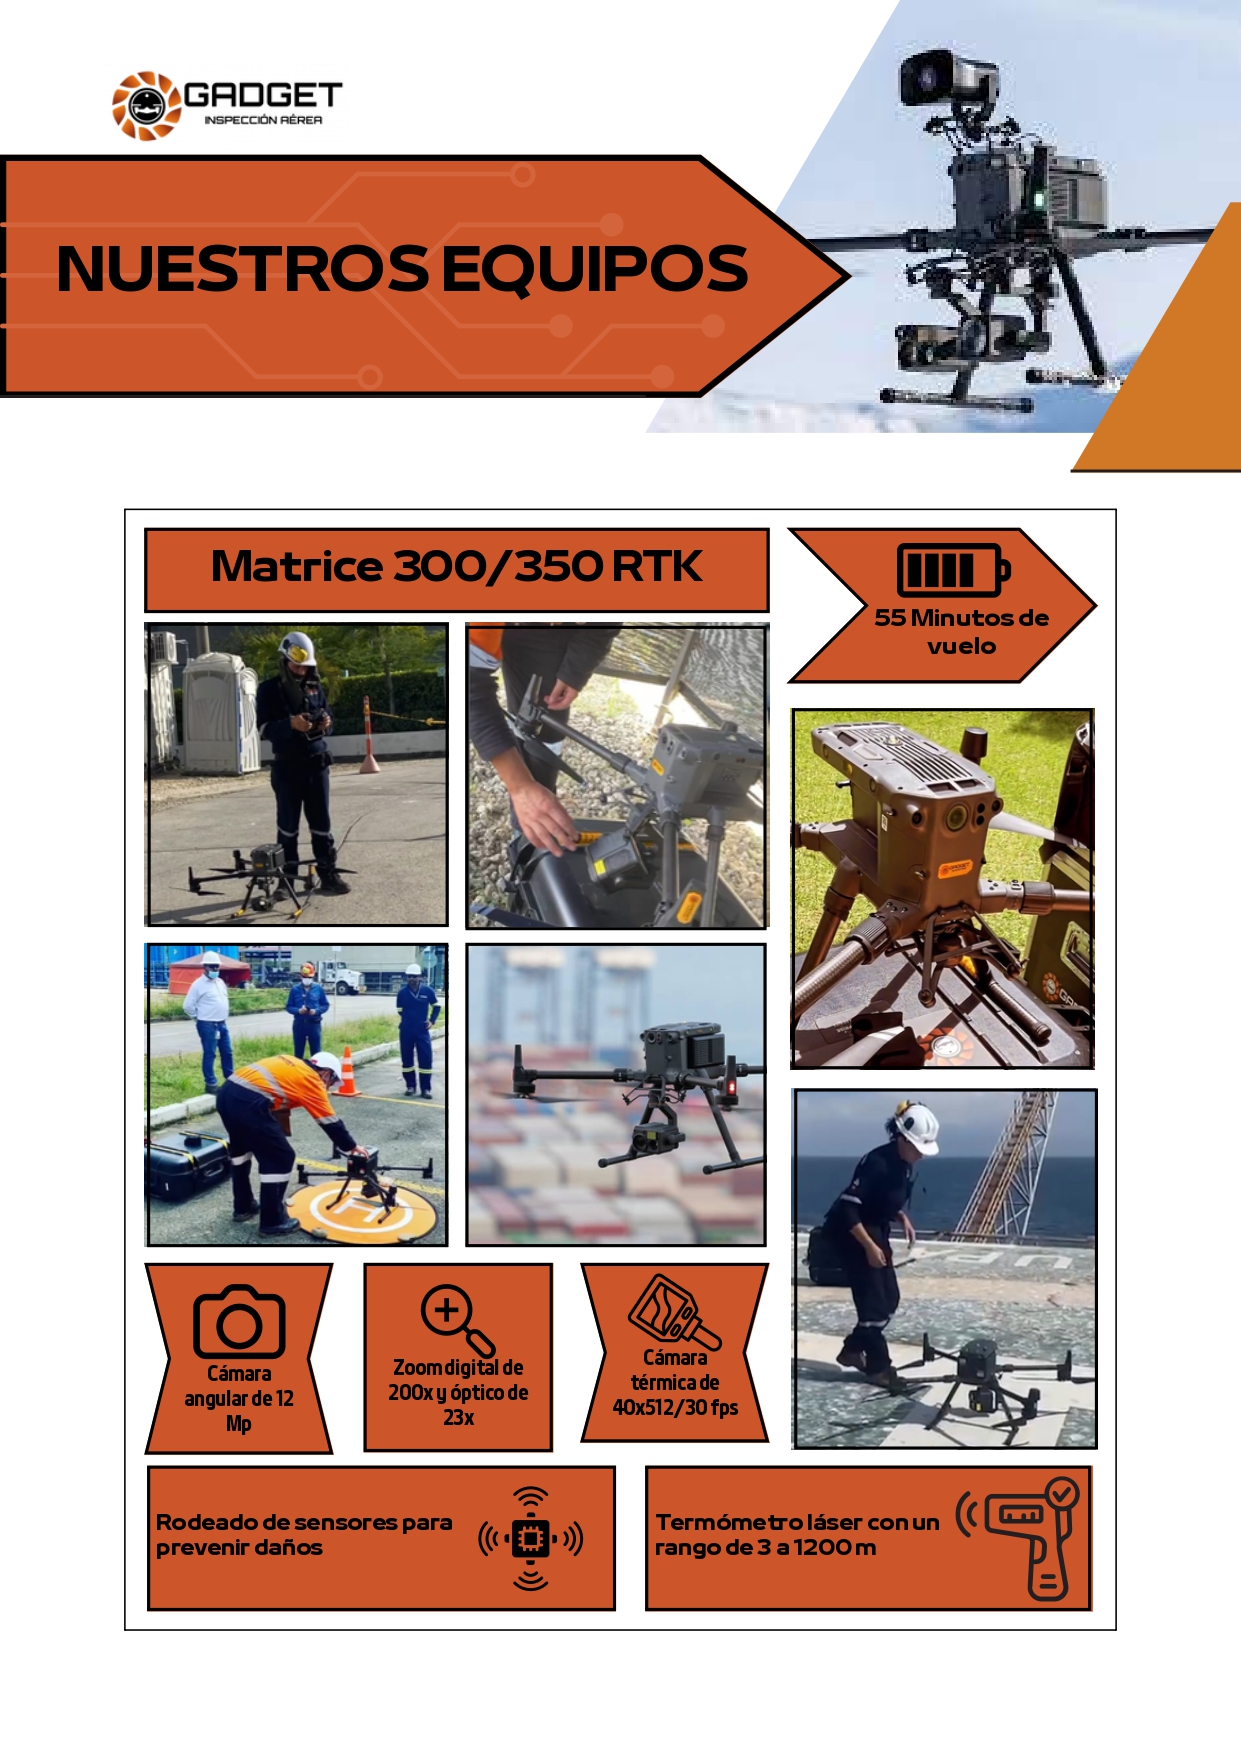 GADGET
INSPECCIÓN AÉREA
NUESTROS EQUIPOS
Matrice 300/350 RTK
55 Minutos de
vuelo
GADGET
Cámara
angular de 12
Mp
Zoom digital de
200x y óptico de
23x
Cámara
térmica de
40x512/30 fps
Rodeado de sensores para
prevenir daños
Termómetro láser con un
rango de 3 a 1200 m